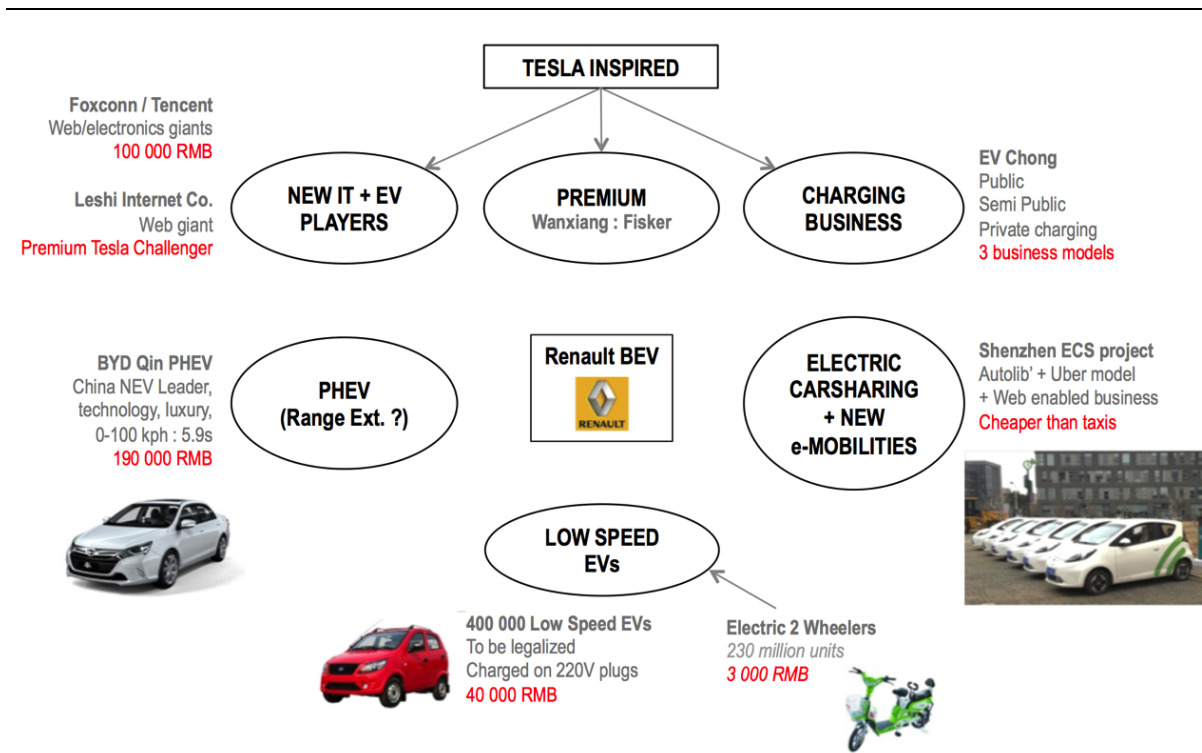 TESLA INSPIRED
Foxconn / Tencent
Web/electronics giants
100 000 RMB
Leshi Internet Co.
Web giant
Premium Tesla Challenger
NEW IT + EV
PLAYERS
PREMIUM
Wanxiang : Fisker
CHARGING
BUSINESS
EV Chong
Public
Semi Public
Private charging
3 business models
BYD Qin PHEV
China NEV Leader,
technology, luxury,
0-100 kph : 5.9s
190 000 RMB
PHEV
(Range Ext. ?)
Renault BEV
RENAULT
ELECTRIC
CARSHARING
+ NEW
e-MOBILITIES
Shenzhen ECS project
Autolib' + Uber model
+ Web enabled business
Cheaper than taxis
LOW SPEED
EVs
400 000 Low Speed EVs
To be legalized
Charged on 220V plugs
40 000 RMB
Electric 2 Wheelers
230 million units
3 000 RMB